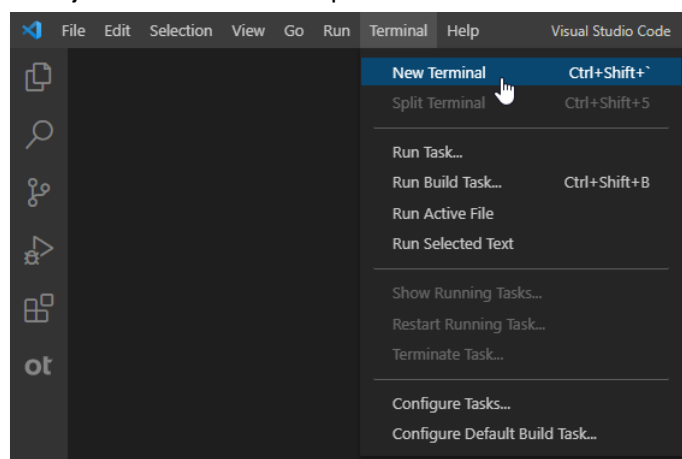 File Edit Selection View Go Run Terminal Help Visual Studio Code
New Terminal Ctrl+Shift+`
Split Terminal Ctrl+Shift+5
Run Task...
Run Build Task... Ctrl+Shift+B
Run Active File
Run Selected Text
Show Running Tasks...
Restart Running Task...
Terminate Task...
Configure Tasks...
Configure Default Build Task...
ot